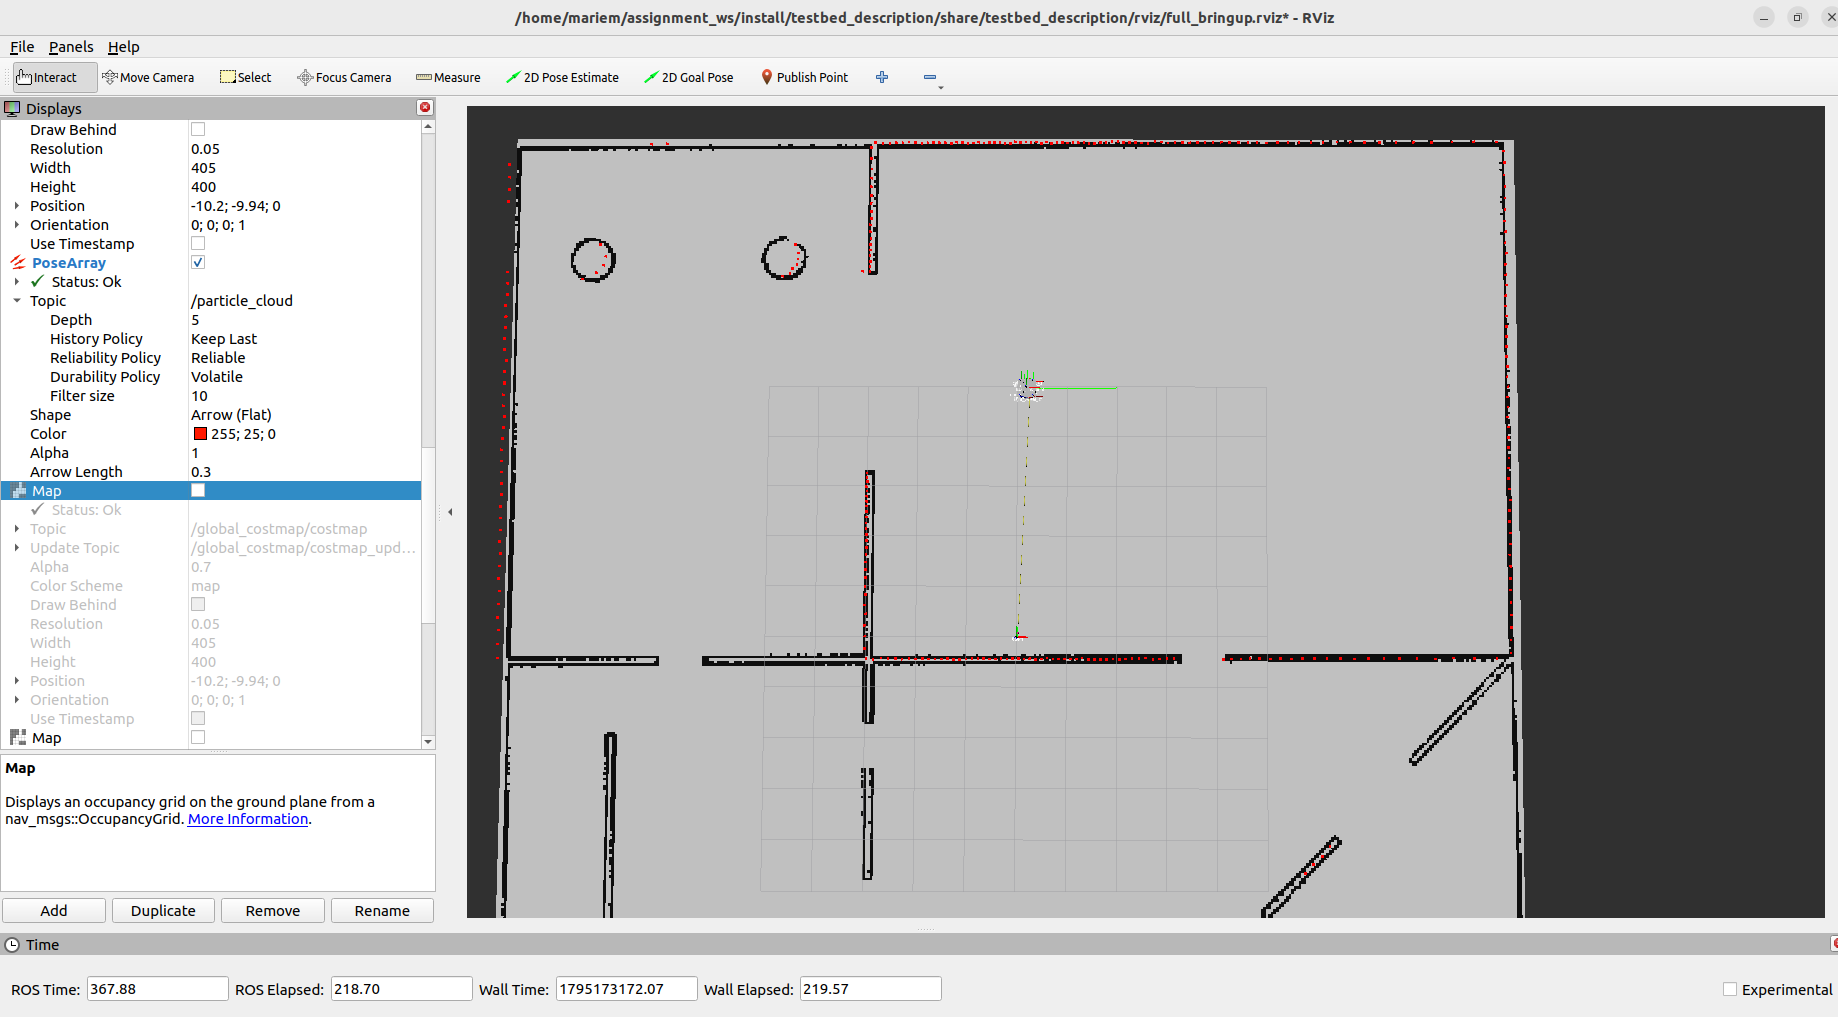 /home/mariem/assignment_ws/install/testbed_description/share/testbed_description/rviz/full_bringup.rviz* - RViz
File Panels Help
Interact Move Camera Select Focus Camera Measure 2D Pose Estimate 2D Goal Pose Publish Point
Displays
Draw Behind
Resolution 0.05
Width 405
Height 400
Position -10.2; -9.94; 0
Orientation 0; 0; 0; 1
Use Timestamp
PoseArray
Status: Ok
Topic /particle_cloud
Depth 5
History Policy Keep Last
Reliability Policy Reliable
Durability Policy Volatile
Filter size 10
Shape Arrow (Flat)
Color 255; 25; 0
Alpha 1
Arrow Length 0.3
Map
Status: Ok
Topic /global_costmap/costmap
Update Topic /global_costmap/costmap_upd...
Alpha 0.7
Color Scheme map
Draw Behind
Resolution 0.05
Width 405
Height 400
Position -10.2; -9.94; 0
Orientation 0; 0; 0; 1
Use Timestamp
Map
Map
Displays an occupancy grid on the ground plane from a
nav_msgs::OccupancyGrid. More Information.
Add Duplicate Remove Rename
Time
ROS Time: 367.88 ROS Elapsed: 218.70 Wall Time: 1795173172.07 Wall Elapsed: 219.57 Experimental